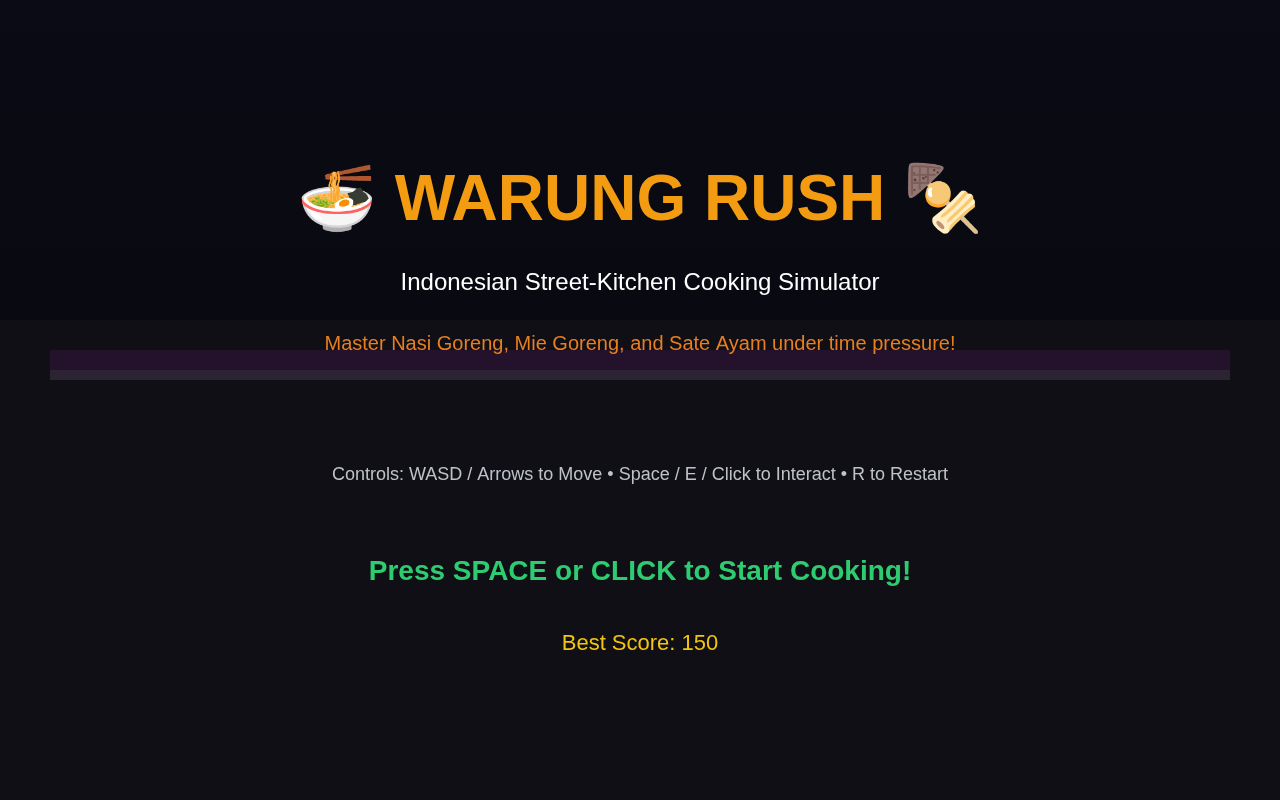 WARUNG RUSH
Indonesian Street-Kitchen Cooking Simulator
Master Nasi Goreng, Mie Goreng, and Sate Ayam under time pressure!
Controls: WASD / Arrows to Move • Space / E / Click to Interact • R to Restart
Press SPACE or CLICK to Start Cooking!
Best Score: 150